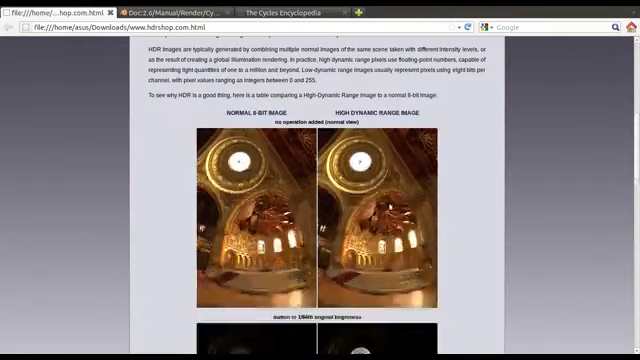 file:///home/.../...hop.com.html
Doc:2.6/Manual/Render/Cy...
The Cycles Encyclopedia
file:///home/asus/Downloads/www.hdrshop.com.html
Google
HDR Images are typically generated by combining multiple normal images of the same scene taken with different intensity levels, or
as the result of creating a global illumination rendering. In practice, high dynamic range pixels use floating-point numbers, capable of
representing light quantities of one to a million and beyond. Low-dynamic range images usually represent pixels using eight bits per
channel, with pixel values ranging as integers between 0 and 255.
To see why HDR is a good thing, here is a table comparing a High-Dynamic Range Image to a normal 8-bit Image:
NORMAL 8-BIT IMAGE
HIGH DYNAMIC RANGE IMAGE
no operation added (normal view)
darken to 1/64th original brightness